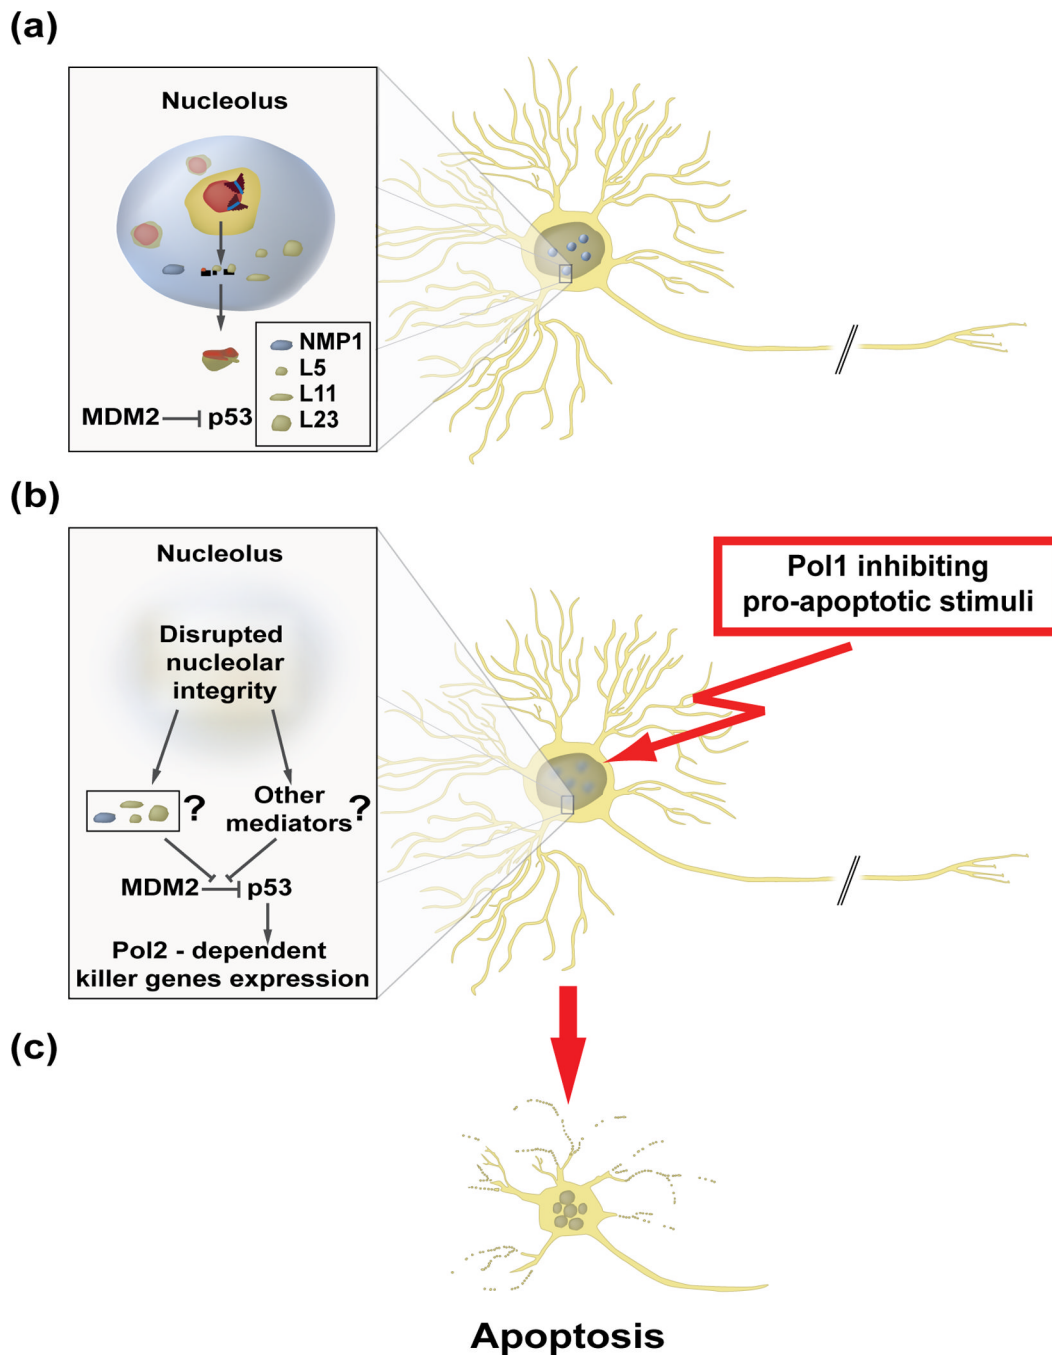 (a)
Nucleolus
NMP1
L5
L11
L23
MDM2 p53
(b)
Nucleolus
Disrupted
nucleolar
integrity
Pol1 inhibiting
pro-apoptotic stimuli
? Other
mediators ?
MDM2 p53
Pol2 - dependent
killer genes expression
(c)
Apoptosis